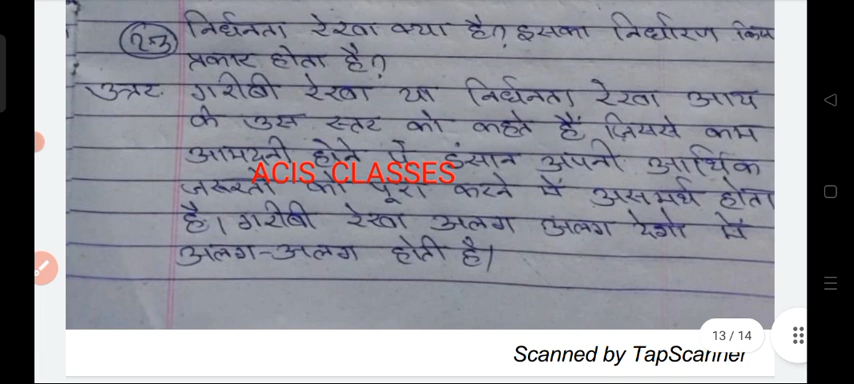 23 निर्धनता रेखा क्या है? इसका निर्धारण किस
प्रकार होता है?
उत्तर. गरीबी रेखा या निर्धनता रेखा आय
के उस स्तर को कहते हैं जिससे कम
आमदनी होने पे इंसान अपनी आर्थिक
ACIS CLASSES
जरूरतों को पूरा करने में असमर्थ होता
है। गरीबी रेखा अलग अलग देशो में
अलग-अलग होती है।
13 / 14
Scanned by TapScanner